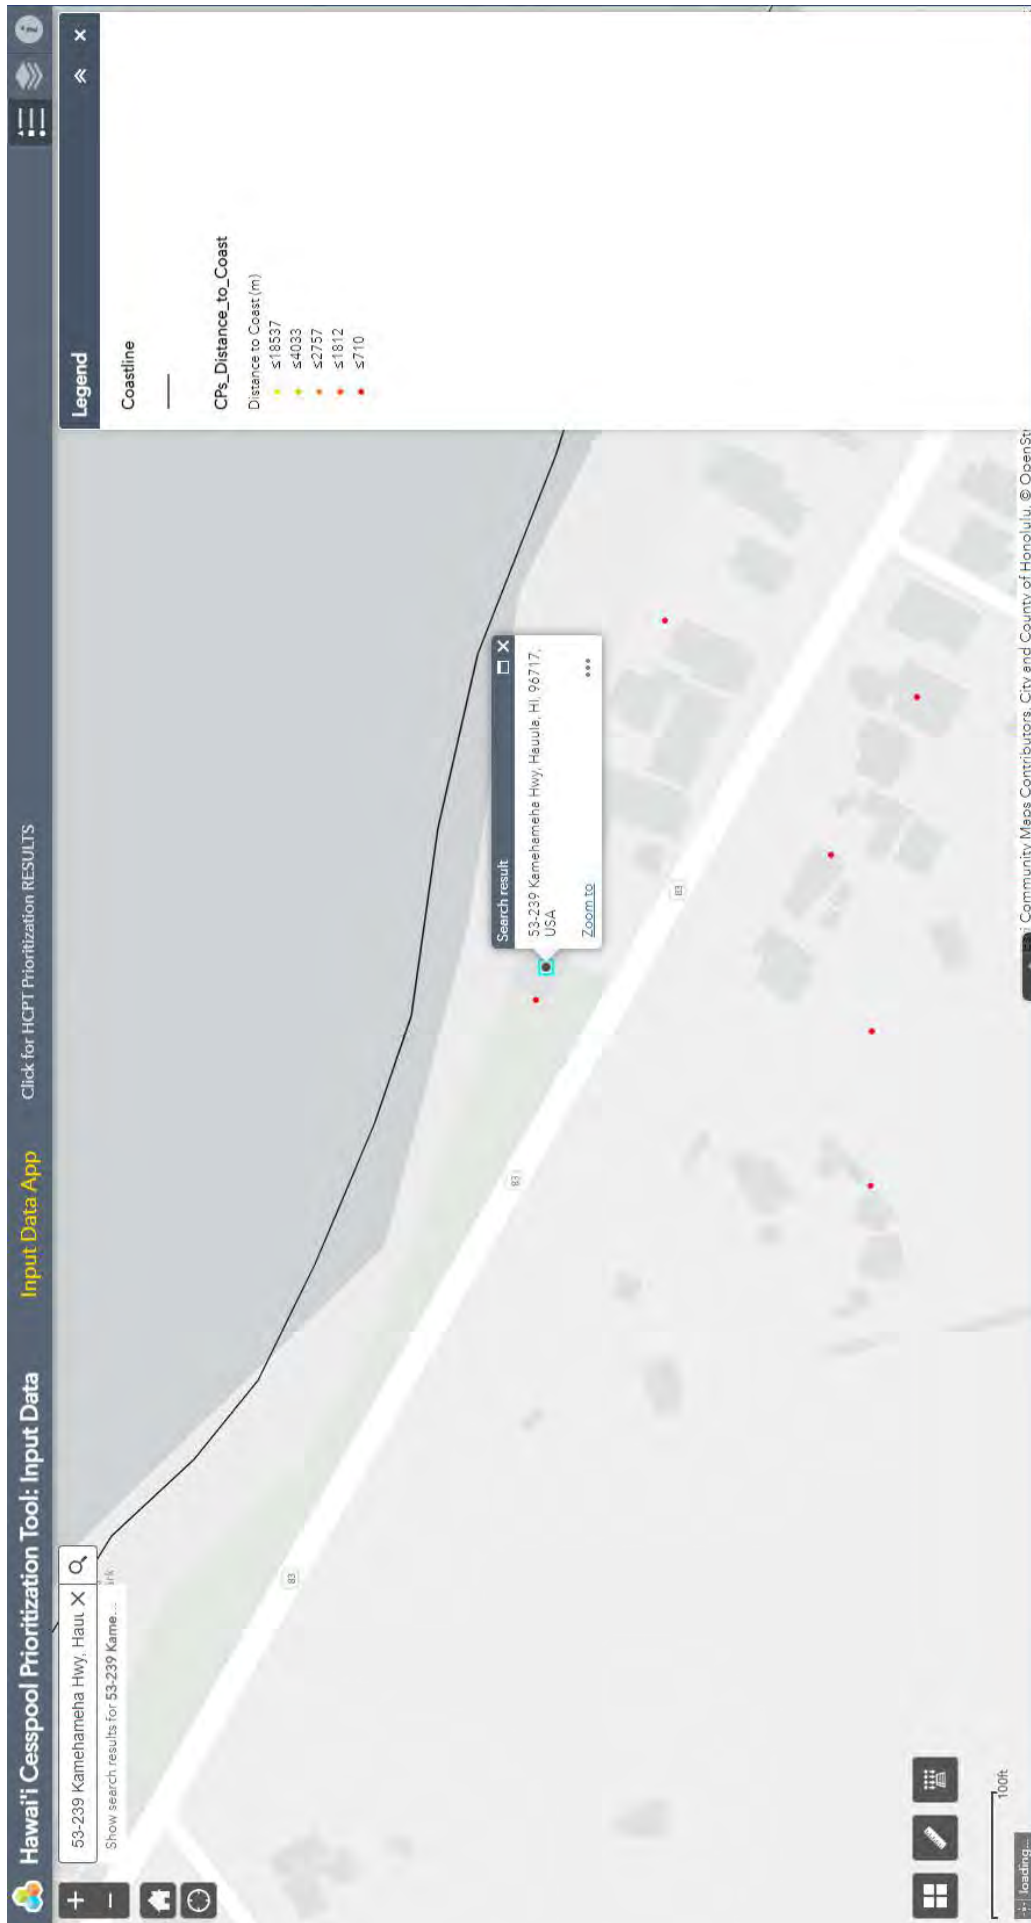 Hawai'i Cesspool Prioritization Tool: Input Data
Input Data App
Click for HCPT Prioritization RESULTS
53-239 Kamehameha Hwy, Hauu
Show search results for 53-239 Kame...
Legend
Coastline
CPs_Distance_to_Coast
Distance to Coast (m)
≤18537
≤4033
≤2757
≤1812
≤710
Search result
53-239 Kamehameha Hwy, Hauula, HI, 96717,
USA
Zoom to
83
83
83
100ft
loading...
Community Maps Contributors, City and County of Honolulu, © OpenSt